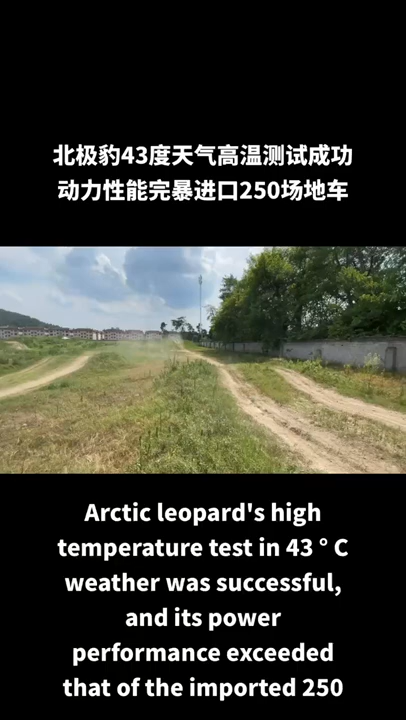 北极豹43度天气高温测试成功
动力性能完暴进口250场地车
Arctic leopard's high
temperature test in 43 ° C
weather was successful,
and its power
performance exceeded
that of the imported 250